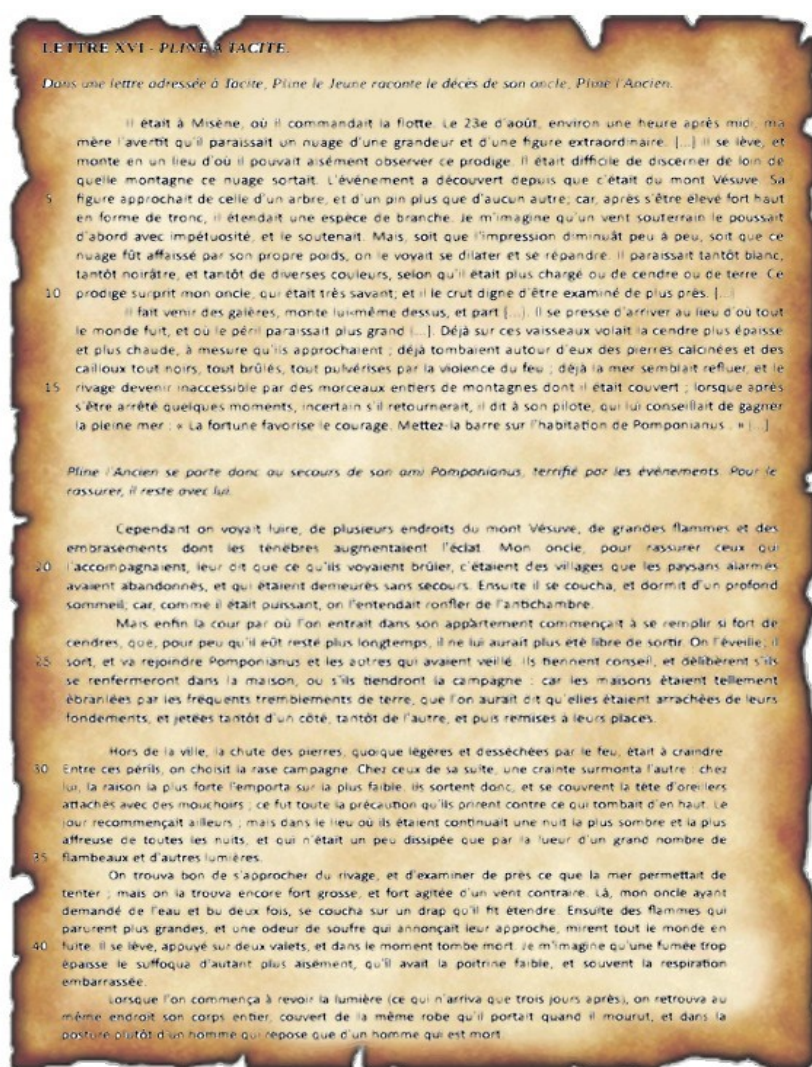 LETTRE XVI - PLINE À TACITE.
Dans une lettre adressée à Tacite, Pline le Jeune raconte le décès de son oncle, Pline l'Ancien.
Il était à Misène, où il commandait la flotte. Le 23e d'août, environ une heure après midi, ma
mère l'avertit qu'il paraissait un nuage d'une grandeur et d'une figure extraordinaire. [...] Il se lève, et
monte en un lieu d'où il pouvait aisément observer ce prodige. Il était difficile de discerner de loin de
quelle montagne ce nuage sortait. L'événement a découvert depuis que c'était du mont Vésuve. Sa
5 figure approchait de celle d'un arbre, et d'un pin plus que d'aucun autre; car, après s'être élevé fort haut
en forme de tronc, il étendait une espèce de branche. Je m'imagine qu'un vent souterrain le poussait
d'abord avec impétuosité, et le soutenait. Mais, soit que l'impression diminuât peu à peu, soit que ce
nuage fût affaissé par son propre poids, on le voyait se dilater et se répandre. Il paraissait tantôt blanc,
tantôt noirâtre, et tantôt de diverses couleurs, selon qu'il était plus chargé ou de cendre ou de terre. Ce
10 prodige surprit mon oncle, qui était très savant; et il le crut digne d'être examiné de plus près. [...]
Il fait venir des galères, monte lui-même dessus, et part [...]. Il se presse d'arriver au lieu d'où tout
le monde fuit, et où le péril paraissait plus grand [...]. Déjà sur ces vaisseaux volait la cendre plus épaisse
et plus chaude, à mesure qu'ils approchaient ; déjà tombaient autour d'eux des pierres calcinées et des
cailloux tout noirs, tout brûlés, tout pulvérisés par la violence du feu ; déjà la mer semblait refluer, et le
15 rivage devenir inaccessible par des morceaux entiers de montagnes dont il était couvert ; lorsque après
s'être arrêté quelques moments, incertain s'il retournerait, il dit à son pilote, qui lui conseillait de gagner
la pleine mer : « La fortune favorise le courage. Mettez la barre sur l'habitation de Pomponianus . » [...]
Pline l'Ancien se porte donc au secours de son ami Pomponianus, terrifié par les événements. Pour le
rassurer, il reste avec lui.
Cependant on voyait luire, de plusieurs endroits du mont Vésuve, de grandes flammes et des
embrasements dont les ténèbres augmentaient l'éclat. Mon oncle, pour rassurer ceux qui
20 l'accompagnaient, leur dit que ce qu'ils voyaient brûler, c'étaient des villages que les paysans alarmés
avaient abandonnés, et qui étaient demeurés sans secours. Ensuite il se coucha, et dormit d'un profond
sommeil; car, comme il était puissant, on l'entendait ronfler de l'antichambre.
Mais enfin la cour par où l'on entrait dans son appartement commençait à se remplir si fort de
cendres, que, pour peu qu'il eût resté plus longtemps, il ne lui aurait plus été libre de sortir. On l'éveille; il
25 sort, et va rejoindre Pomponianus et les autres qui avaient veillé. Ils tiennent conseil, et délibèrent s'ils
se renfermeront dans la maison, ou s'ils tiendront la campagne : car les maisons étaient tellement
ébranlées par les fréquents tremblements de terre, que l'on aurait dit qu'elles étaient arrachées de leurs
fondements, et jetées tantôt d'un côté, tantôt de l'autre, et puis remises à leurs places.
Hors de la ville, la chute des pierres, quoique légères et desséchées par le feu, était à craindre.
30 Entre ces périls, on choisit la rase campagne. Chez ceux de sa suite, une crainte surmonta l'autre : chez
lui, la raison la plus forte l'emporta sur la plus faible. Ils sortent donc, et se couvrent la tête d'oreillers
attachés avec des mouchoirs ; ce fut toute la précaution qu'ils prirent contre ce qui tombait d'en haut. Le
jour recommençait ailleurs ; mais dans le lieu où ils étaient continuait une nuit la plus sombre et la plus
affreuse de toutes les nuits, et qui n'était un peu dissipée que par la lueur d'un grand nombre de
35 flambeaux et d'autres lumières.
On trouva bon de s'approcher du rivage, et d'examiner de près ce que la mer permettait de
tenter ; mais on la trouva encore fort grosse, et fort agitée d'un vent contraire. Là, mon oncle ayant
demandé de l'eau et bu deux fois, se coucha sur un drap qu'il fit étendre. Ensuite des flammes qui
parurent plus grandes, et une odeur de soufre qui annonçait leur approche, mirent tout le monde en
40 fuite. Il se lève, appuyé sur deux valets, et dans le moment tombe mort. Je m'imagine qu'une fumée trop
épaisse le suffoqua d'autant plus aisément, qu'il avait la poitrine faible, et souvent la respiration
embarrassée.
Lorsque l'on commença à revoir la lumière (ce qui n'arriva que trois jours après), on retrouva au
même endroit son corps entier, couvert de la même robe qu'il portait quand il mourut, et dans la
posture plutôt d'un homme qui repose que d'un homme qui est mort.